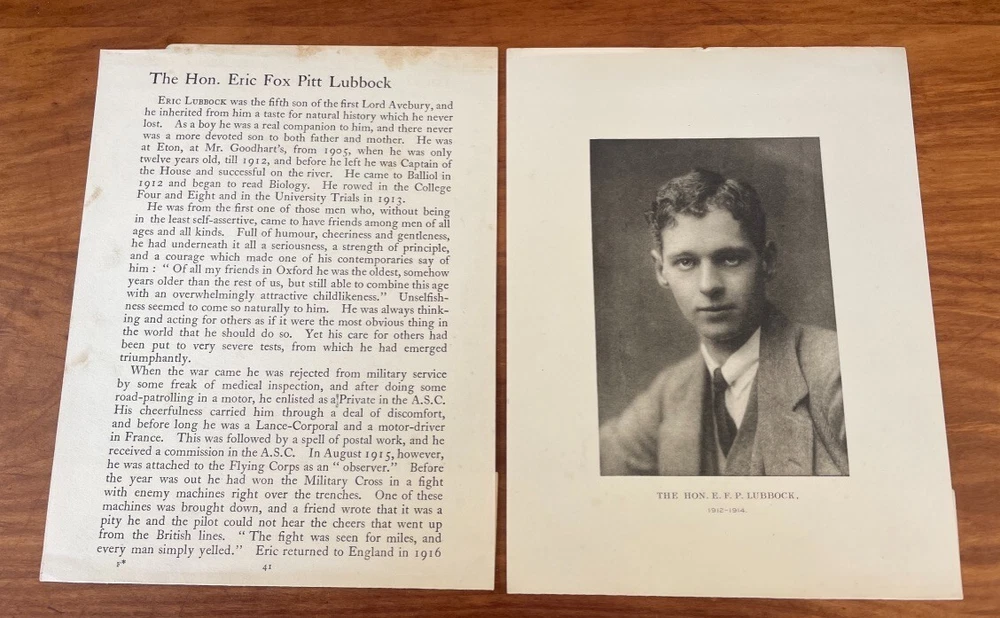 The Hon. Eric Fox Pitt Lubbock
ERIC LUBBOCK was the fifth son of the first Lord Avebury, and
he inherited from him a taste for natural history which he never
lost. As a boy he was a real companion to him, and there never
was a more devoted son to both father and mother. He was
at Eton, at Mr. Goodhart's, from 1905, when he was only
twelve years old, till 1912, and before he left he was Captain of
the House and successful on the river. He came to Balliol in
1912 and began to read Biology. He rowed in the College
Four and Eight and in the University Trials in 1913.
He was from the first one of those men who, without being
in the least self-assertive, came to have friends among men of all
ages and all kinds. Full of humour, cheeriness and gentleness,
he had underneath it all a seriousness, a strength of principle,
and a courage which made one of his contemporaries say of
him : “ Of all my friends in Oxford he was the oldest, somehow
years older than the rest of us, but still able to combine this age
with an overwhelmingly attractive childlikeness.” Unselfish-
ness seemed to come so naturally to him. He was always think-
ing and acting for others as if it were the most obvious thing in
the world that he should do so. Yet his care for others had
been put to very severe tests, from which he had emerged
triumphantly.
When the war came he was rejected from military service
by some freak of medical inspection, and after doing some
road-patrolling in a motor, he enlisted as a Private in the A.S.C.
His cheerfulness carried him through a deal of discomfort,
and before long he was a Lance-Corporal and a motor-driver
in France. This was followed by a spell of postal work, and he
received a commission in the A.S.C. In August 1915, however,
he was attached to the Flying Corps as an “ observer.” Before
the year was out he had won the Military Cross in a fight
with enemy machines right over the trenches. One of these
machines was brought down, and a friend wrote that it was a
pity he and the pilot could not hear the cheers that went up
from the British lines. “ The fight was seen for miles, and
every man simply yelled.” Eric returned to England in 1916
F*
41
THE HON. E. F. P. LUBBOCK,
1912–1914.